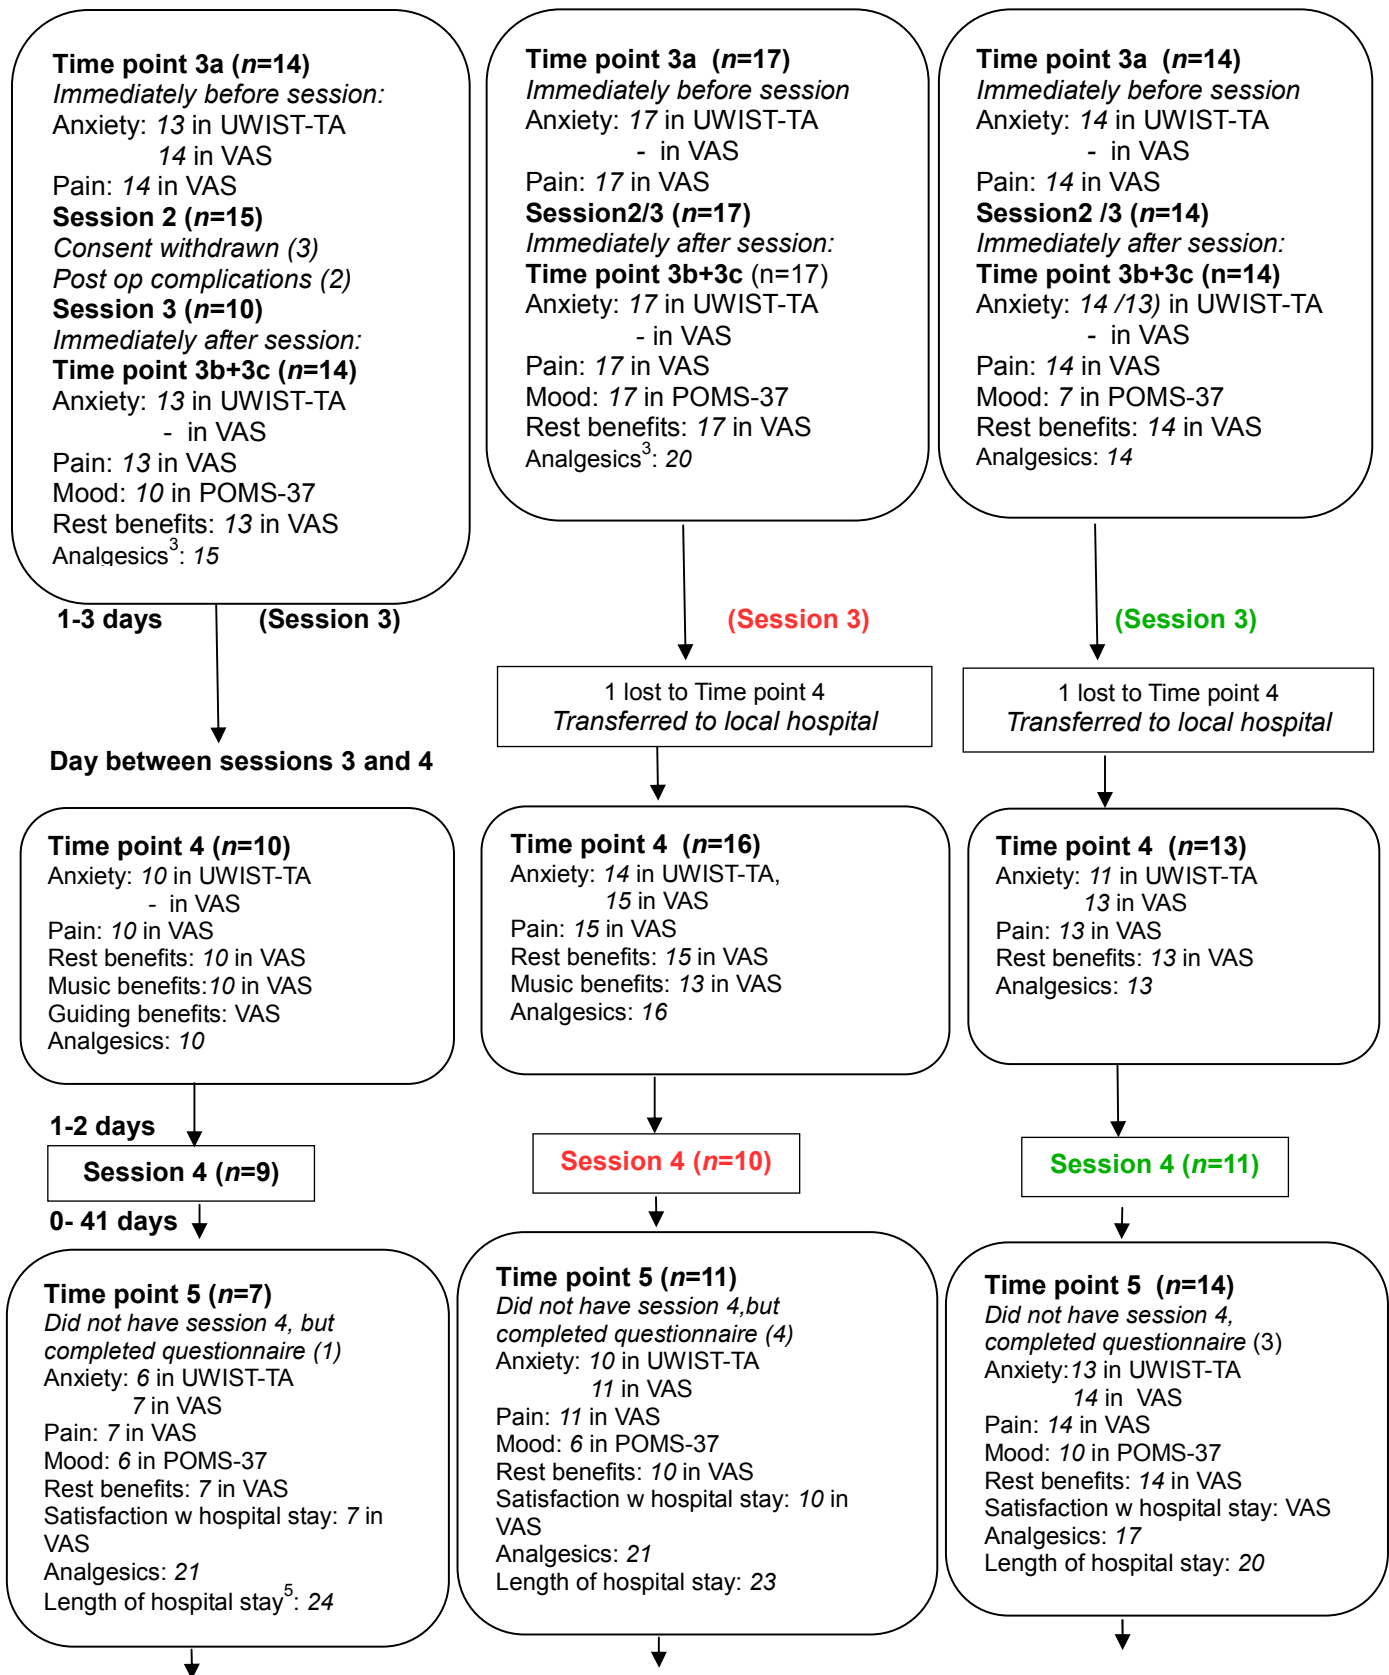 Time point 3a (n=14)
Immediately before session:
Anxiety: 13 in UWIST-TA
14 in VAS
Pain: 14 in VAS
Session 2 (n=15)
Consent withdrawn (3)
Post op complications (2)
Session 3 (n=10)
Immediately after session:
Time point 3b+3c (n=14)
Anxiety: 13 in UWIST-TA
- in VAS
Pain: 13 in VAS
Mood: 10 in POMS-37
Rest benefits: 13 in VAS
Analgesics3: 15
Time point 3a (n=17)
Immediately before session
Anxiety: 17 in UWIST-TA
- in VAS
Pain: 17 in VAS
Session2/3 (n=17)
Immediately after session:
Time point 3b+3c (n=17)
Anxiety: 17 in UWIST-TA
- in VAS
Pain: 17 in VAS
Mood: 17 in POMS-37
Rest benefits: 17 in VAS
Analgesics3: 20
Time point 3a (n=14)
Immediately before session
Anxiety: 14 in UWIST-TA
- in VAS
Pain: 14 in VAS
Session2 /3 (n=14)
Immediately after session:
Time point 3b+3c (n=14)
Anxiety: 14 /13) in UWIST-TA
- in VAS
Pain: 14 in VAS
Mood: 7 in POMS-37
Rest benefits: 14 in VAS
Analgesics: 14
1-3 days (Session 3)
(Session 3)
(Session 3)
1 lost to Time point 4
Transferred to local hospital
1 lost to Time point 4
Transferred to local hospital
Day between sessions 3 and 4
Time point 4 (n=10)
Anxiety: 10 in UWIST-TA
- in VAS
Pain: 10 in VAS
Rest benefits: 10 in VAS
Music benefits:10 in VAS
Guiding benefits: VAS
Analgesics: 10
Time point 4 (n=16)
Anxiety: 14 in UWIST-TA,
15 in VAS
Pain: 15 in VAS
Rest benefits: 15 in VAS
Music benefits: 13 in VAS
Analgesics: 16
Time point 4 (n=13)
Anxiety: 11 in UWIST-TA
13 in VAS
Pain: 13 in VAS
Rest benefits: 13 in VAS
Analgesics: 13
1-2 days
Session 4 (n=9)
Session 4 (n=10)
Session 4 (n=11)
0- 41 days
Time point 5 (n=7)
Did not have session 4, but
completed questionnaire (1)
Anxiety: 6 in UWIST-TA
7 in VAS
Pain: 7 in VAS
Mood: 6 in POMS-37
Rest benefits: 7 in VAS
Satisfaction w hospital stay: 7 in
VAS
Analgesics: 21
Length of hospital stay5: 24
Time point 5 (n=11)
Did not have session 4,but
completed questionnaire (4)
Anxiety: 10 in UWIST-TA
11 in VAS
Pain: 11 in VAS
Mood: 6 in POMS-37
Rest benefits: 10 in VAS
Satisfaction w hospital stay: 10 in
VAS
Analgesics: 21
Length of hospital stay: 23
Time point 5 (n=14)
Did not have session 4,
completed questionnaire (3)
Anxiety:13 in UWIST-TA
14 in VAS
Pain: 14 in VAS
Mood: 10 in POMS-37
Rest benefits: 14 in VAS
Satisfaction w hospital stay: VAS
Analgesics: 17
Length of hospital stay: 20